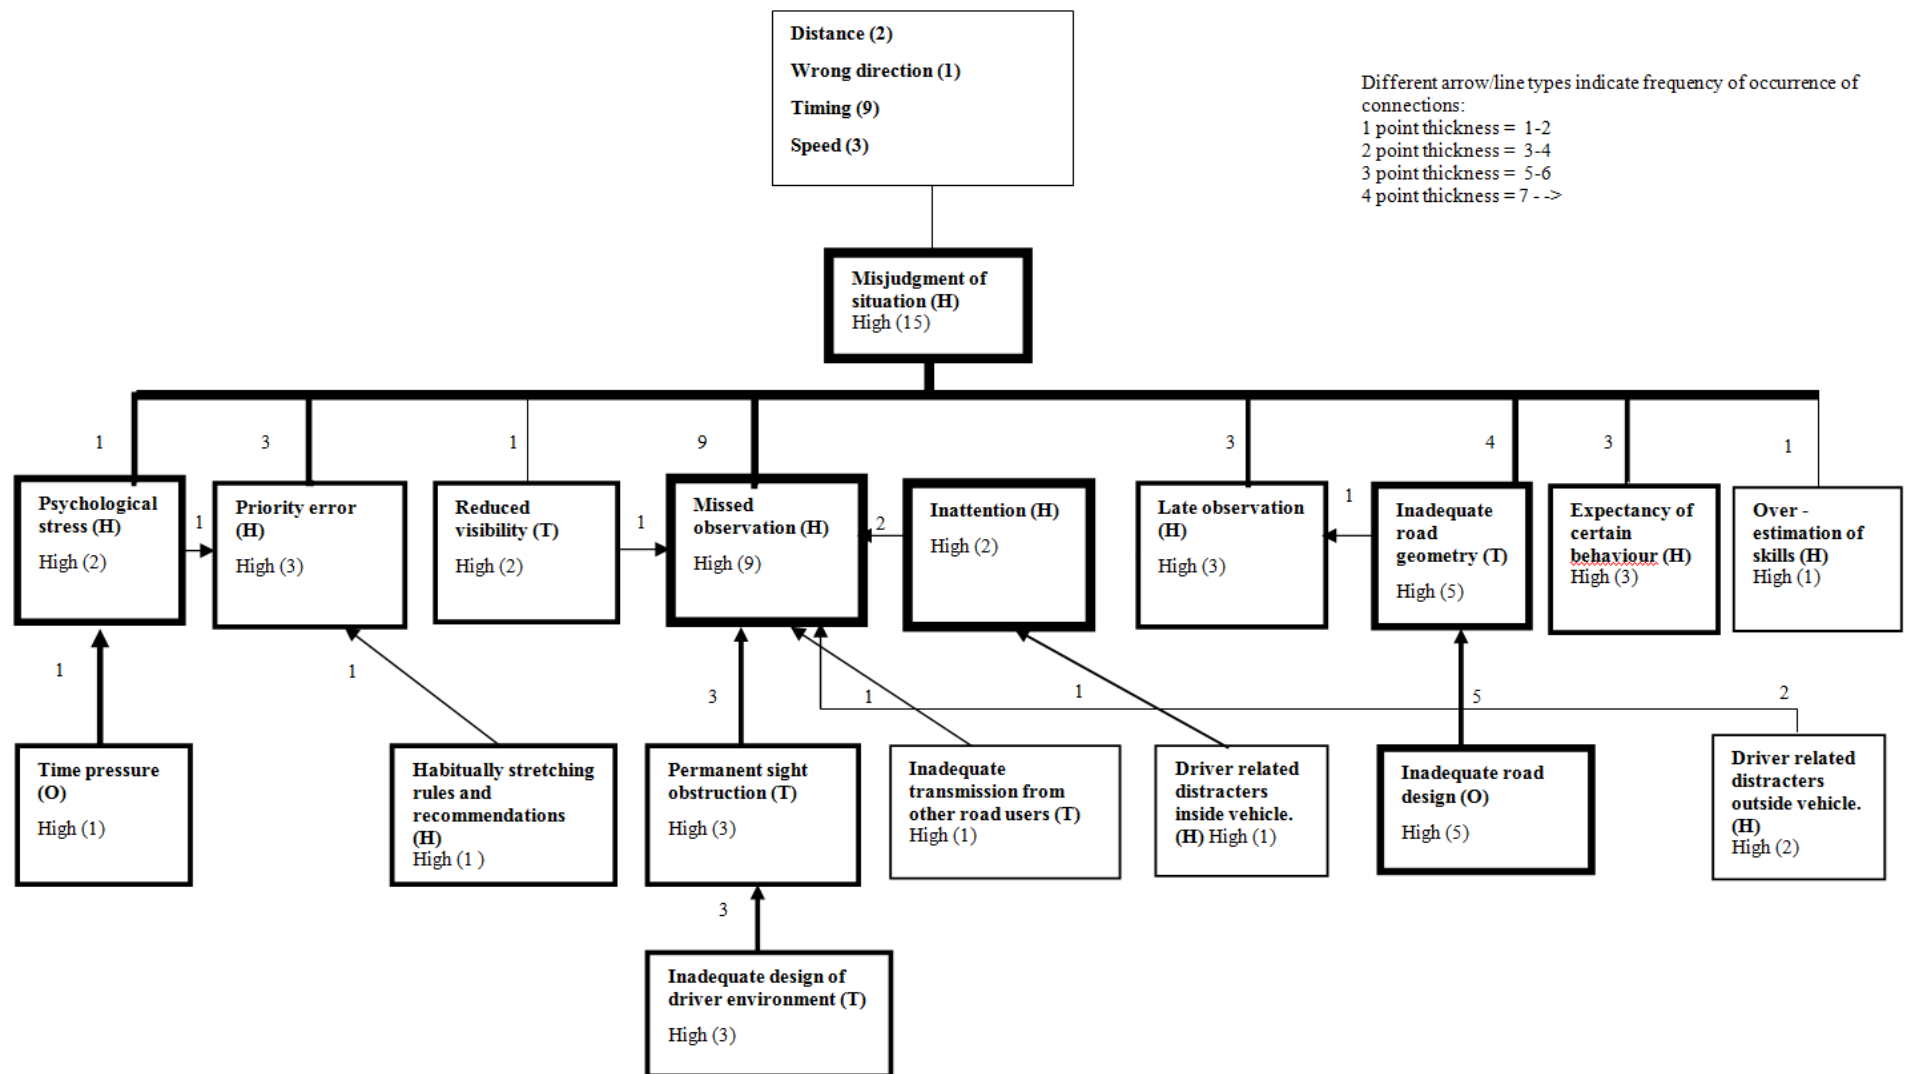 Distance (2)
Wrong direction (1)
Timing (9)
Speed (3)
Different arrow/line types indicate frequency of occurrence of
connections:
1 point thickness = 1-2
2 point thickness = 3-4
3 point thickness = 5-6
4 point thickness = 7 - ->
Misjudgment of
situation (H)
High (15)
1
3
1
9
3
4
3
1
Psychological
stress (H)
High (2)
1
Priority error
(H)
High (3)
Reduced
visibility (T)
High (2)
1
Missed
observation (H)
High (9)
2
Inattention (H)
High (2)
Late observation
(H)
High (3)
1
Inadequate
road
geometry (T)
High (5)
Expectancy of
certain
behaviour (H)
High (3)
Over -
estimation of
skills (H)
High (1)
1
1
3
1
1
5
2
Time pressure
(O)
High (1)
Habitually stretching
rules and
recommendations
(H)
High (1 )
Permanent sight
obstruction (T)
High (3)
Inadequate
transmission from
other road users (T)
High (1)
Driver related
distracters
inside vehicle.
(H) High (1)
Inadequate road
design (O)
High (5)
Driver related
distracters
outside vehicle.
(H)
High (2)
3
Inadequate design of
driver environment (T)
High (3)